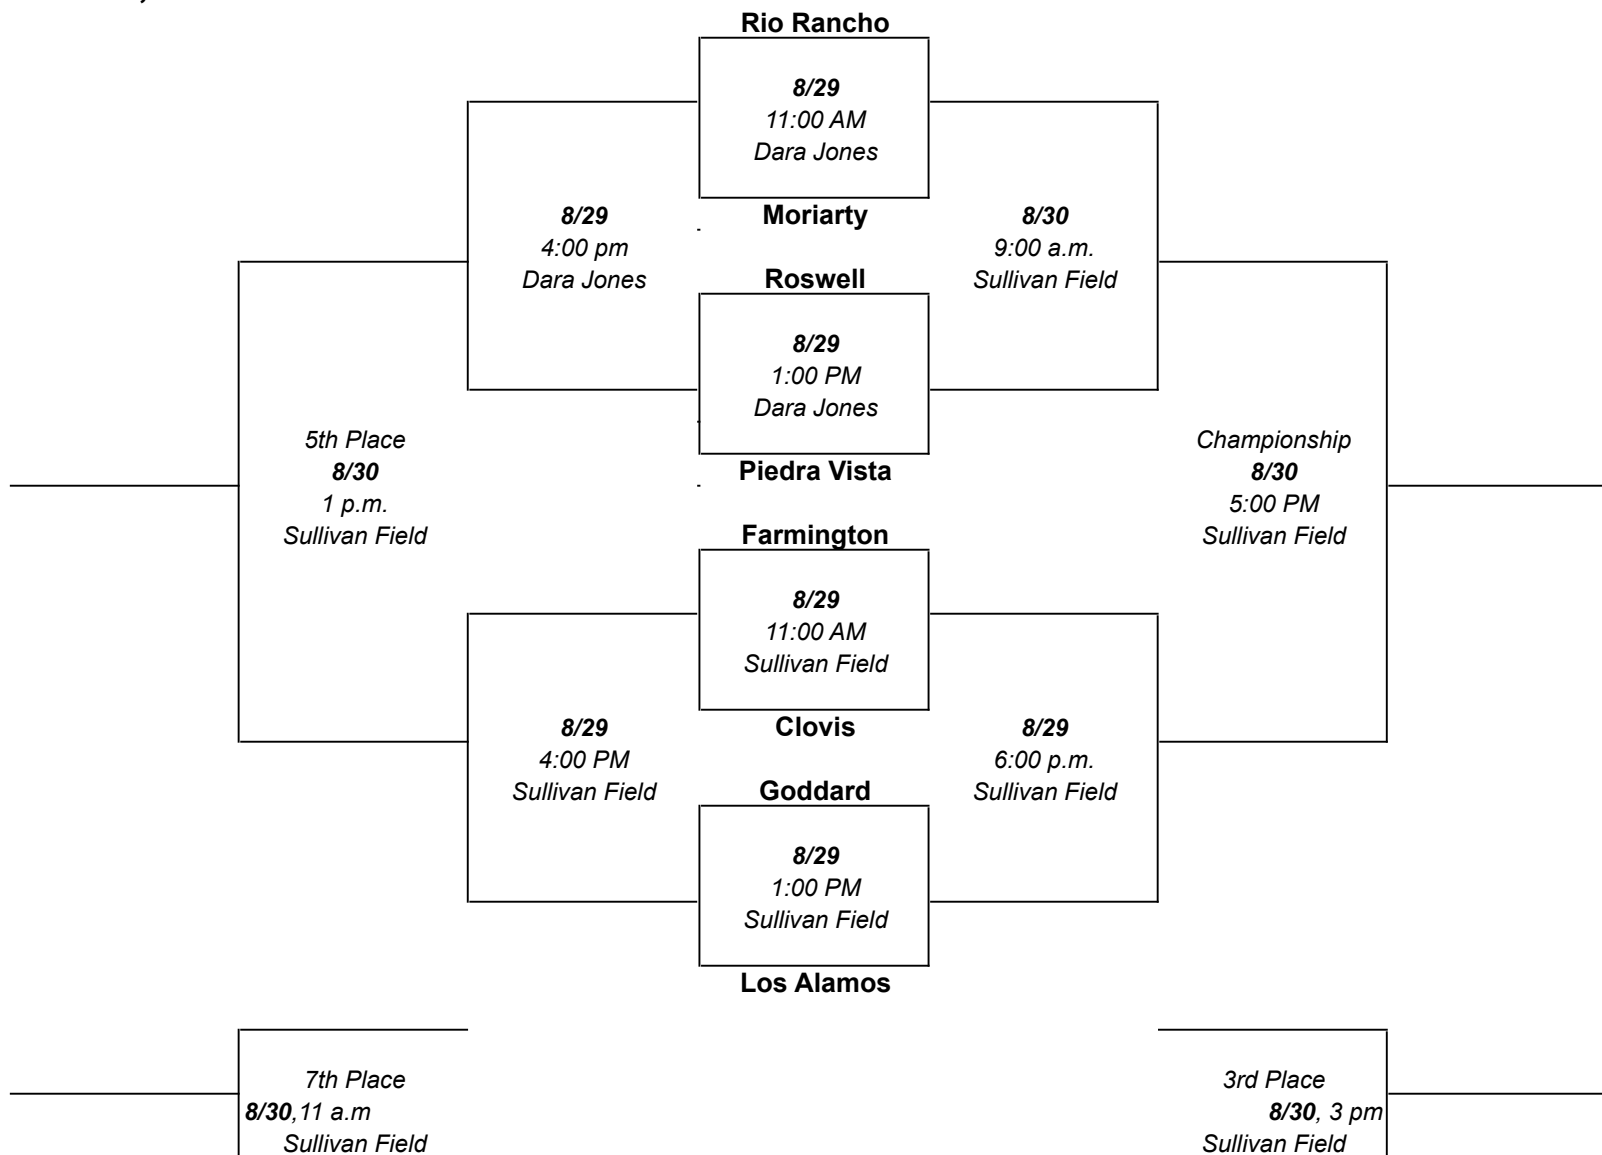 Rio Rancho
8/29
11:00 AM
Dara Jones
Moriarty
8/29
4:00 pm
Dara Jones
8/30
9:00 a.m.
Sullivan Field
Roswell
8/29
1:00 PM
Dara Jones
Piedra Vista
5th Place
8/30
1 p.m.
Sullivan Field
Championship
8/30
5:00 PM
Sullivan Field
Farmington
8/29
11:00 AM
Sullivan Field
Clovis
8/29
4:00 PM
Sullivan Field
8/29
6:00 p.m.
Sullivan Field
Goddard
8/29
1:00 PM
Sullivan Field
Los Alamos
7th Place
8/30,11 a.m
Sullivan Field
3rd Place
8/30, 3 pm
Sullivan Field